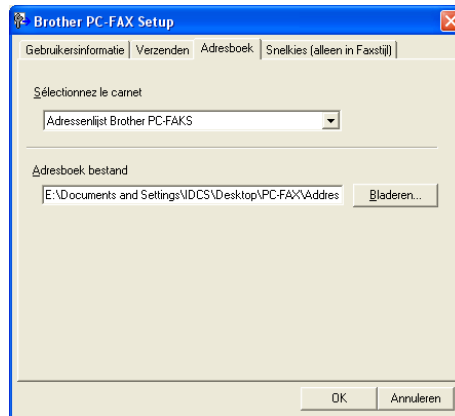 Brother PC-FAX Setup
Gebruikersinformatie Verzenden Adresboek Snelkies (alleen in Faxstijl)
Sélectionnez le carnet
Adressenlijst Brother PC-FAKS
Adresboek bestand
E:\Documents and Settings\IDCS\Desktop\PC-FAX\Addres Bladeren...
OK Annuleren